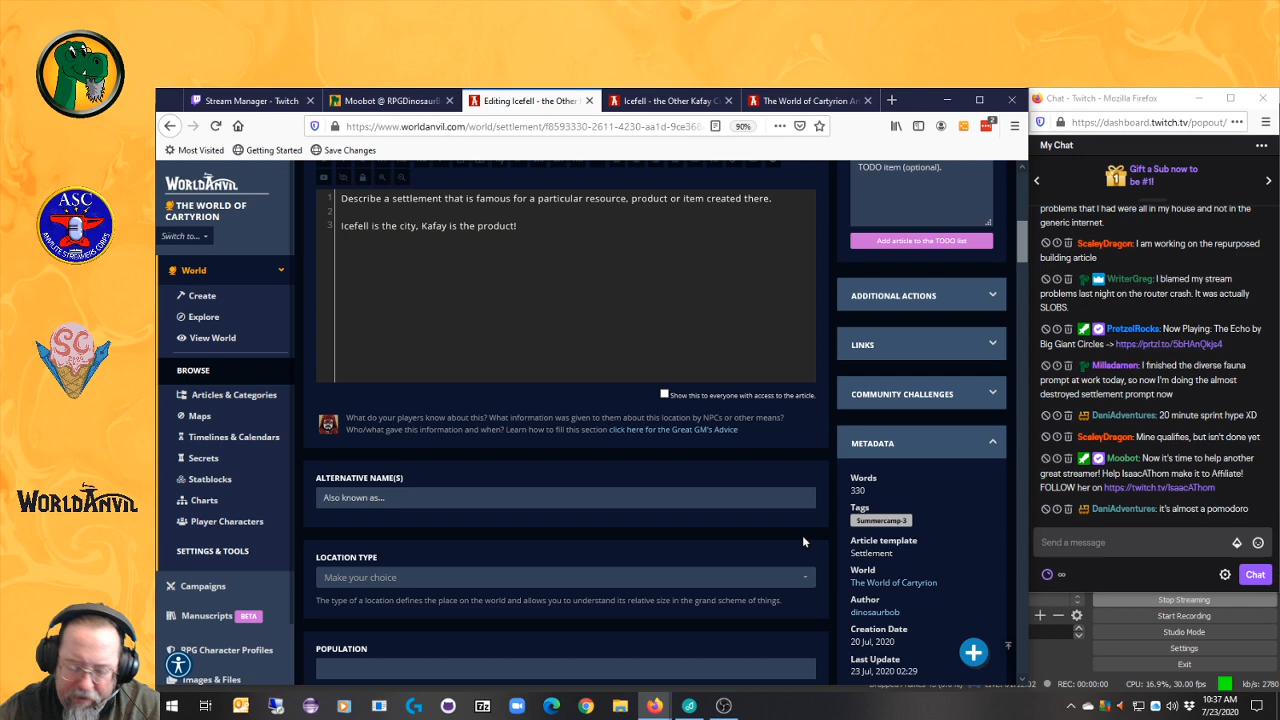 Stream Manager - Twitch
Moobot @ RPGDinosaurB
Editing Icefell - the Other
Icefell - the Other Kafay C
The World of Cartyrion Ar
Chat - Twitch - Mozilla Firefox
https://www.worldanvil.com/world/settlement/f8593330-2611-4230-aa1d-9ce368
90%
https://dashboard.twitch.tv/popout/
Most Visited
Getting Started
Save Changes
My Chat
Gift a Sub now to
be #1!
WORLDANVIL
THE WORLD OF
CARTYRION
Switch to...
World
Create
Explore
View World
BROWSE
Articles & Categories
Maps
Timelines & Calendars
Secrets
Statblocks
Charts
Player Characters
SETTINGS & TOOLS
Campaigns
Manuscripts BETA
RPG Character Profiles
Images & Files
ASC
ANVILITE STREAMERS CORPS
SC
WORLDANVIL
1 Describe a settlement that is famous for a particular resource, product or item created there.
2
3 Icefell is the city, Kafay is the product!
Show this to everyone with access to the article.
What do your players know about this? What information was given to them about this location by NPCs or other means?
Who/what gave this information and when? Learn how to fill this section click here for the Great GM's Advice
ALTERNATIVE NAME(S)
Also known as...
LOCATION TYPE
Make your choice
The type of a location defines the place on the world and allows you to understand its relative size in the grand scheme of things.
POPULATION
TODO item (optional).
Add article to the TODO list
ADDITIONAL ACTIONS
LINKS
COMMUNITY CHALLENGES
METADATA
Words
330
Tags
Summercamp-3
Article template
Settlement
World
The World of Cartyrion
Author
dinosaurbob
Creation Date
20 Jul, 2020
Last Update
23 Jul, 2020 02:29
problems that I had were all in my house and not in the
generic internet.
ScaleyDragon: I am working on the repurposed
building article
WriterGreg: I blamed my stream
problems last night on the router crash. It was actually
SLOBS.
PretzelRocks: Now Playing: The Echo by
Big Giant Circles -> https://prtzl.to/5bHAnQkjs4
Milladamen: I finished the diverse fauna
prompt at work today, so now I'm doing the almost
destroyed settlement prompt now
DaniAdventures: 20 minute sprint hype XD
ScaleyDragon: Mine qualifies, but isn't done yet
Moobot: Now it's time to help another
great streamer! Help IsaacAThom make it to Affiliate!
FOLLOW her on https://twitch.tv/IsaacAThom
DaniAdventures: it's almost a pomodoro
Send a message
∞
Chat
Stop Streaming
Start Recording
Studio Mode
Settings
Exit
REC: 00:00:00
CPU: 16.9%, 30.00 fps
kb/s: 2780
10:37 AM
7/23/2020